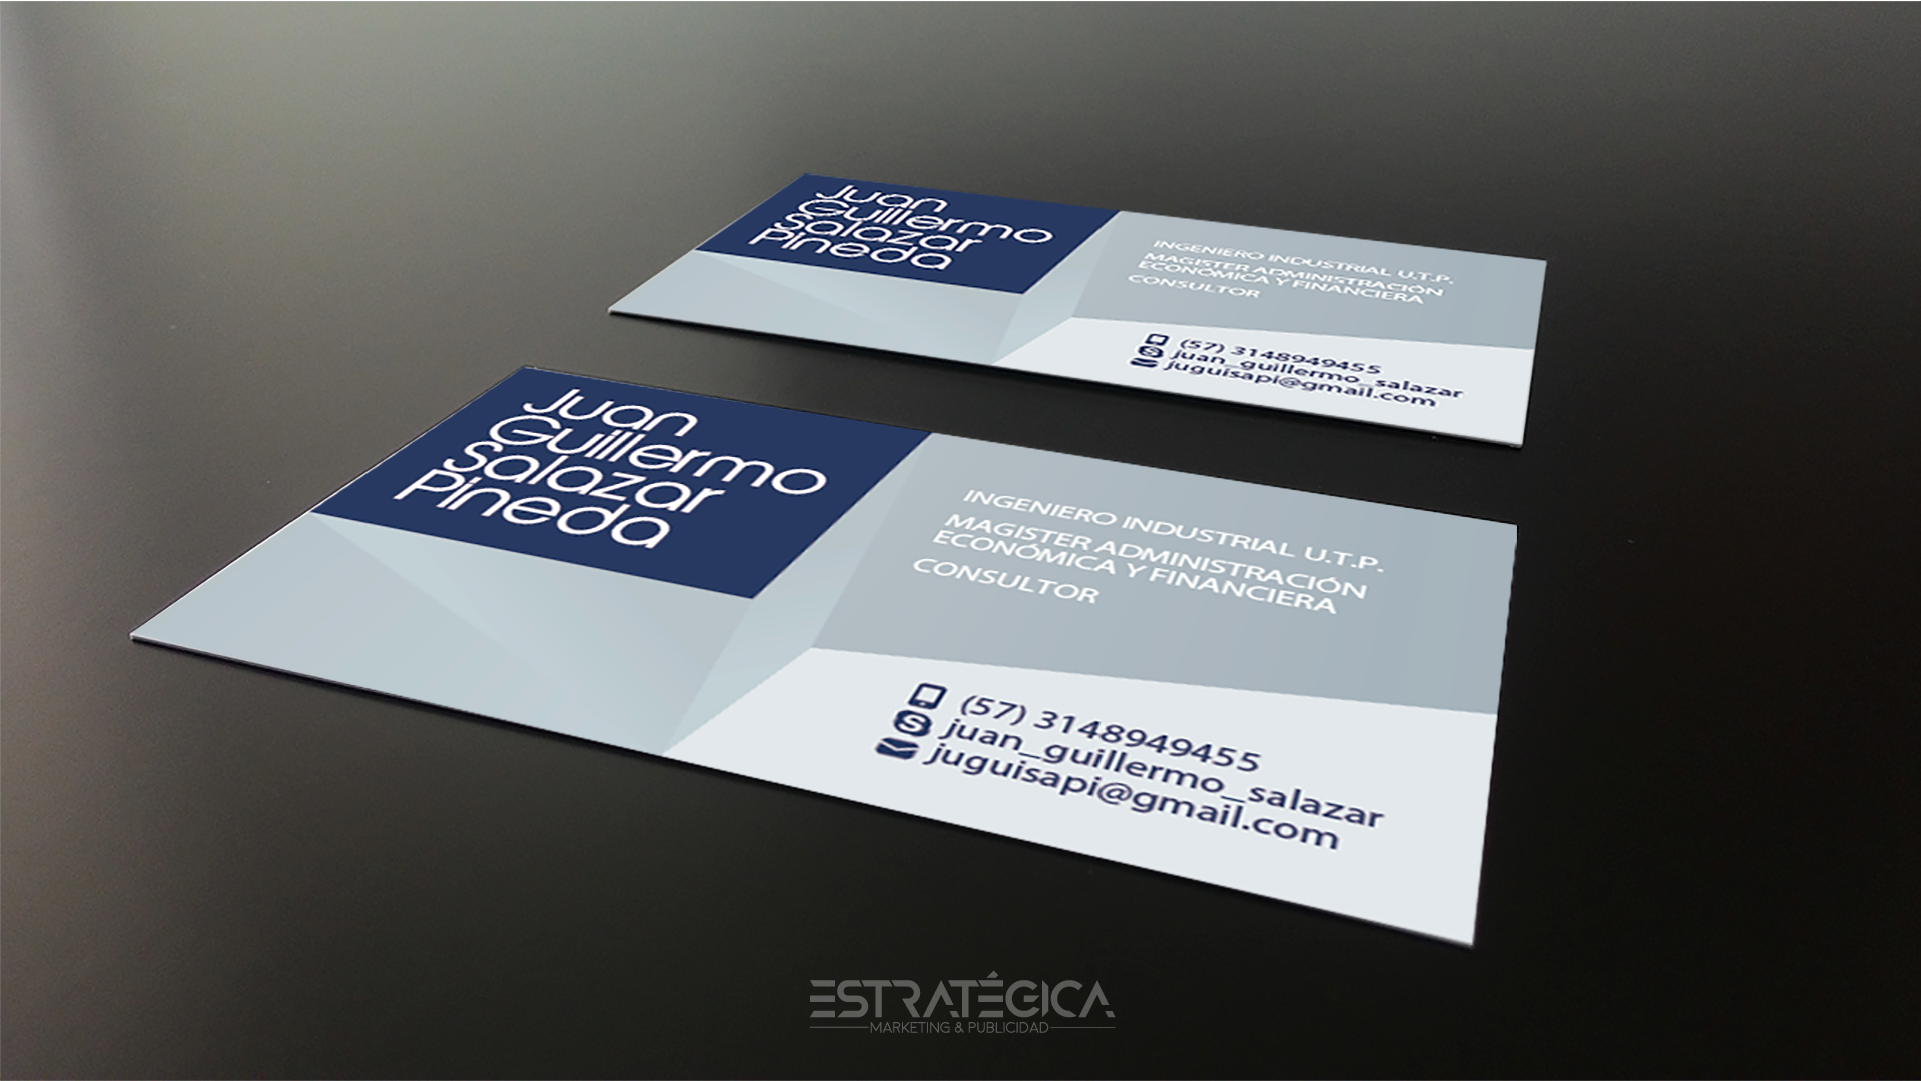 Juan
Guillermo
Salazar
Pineda
INGENIERO INDUSTRIAL U.T.P.
MAGISTER ADMINISTRACIÓN
ECONÓMICA Y FINANCIERA
CONSULTOR
(57) 3148949455
juan_guillermo_salazar
juguisapi@gmail.com
Juan
Guillermo
Salazar
Pineda
INGENIERO INDUSTRIAL U.T.P.
MAGISTER ADMINISTRACIÓN
ECONÓMICA Y FINANCIERA
CONSULTOR
(57) 3148949455
juan_guillermo_salazar
juguisapi@gmail.com
ESTRATÉGICA
MARKETING & PUBLICIDAD